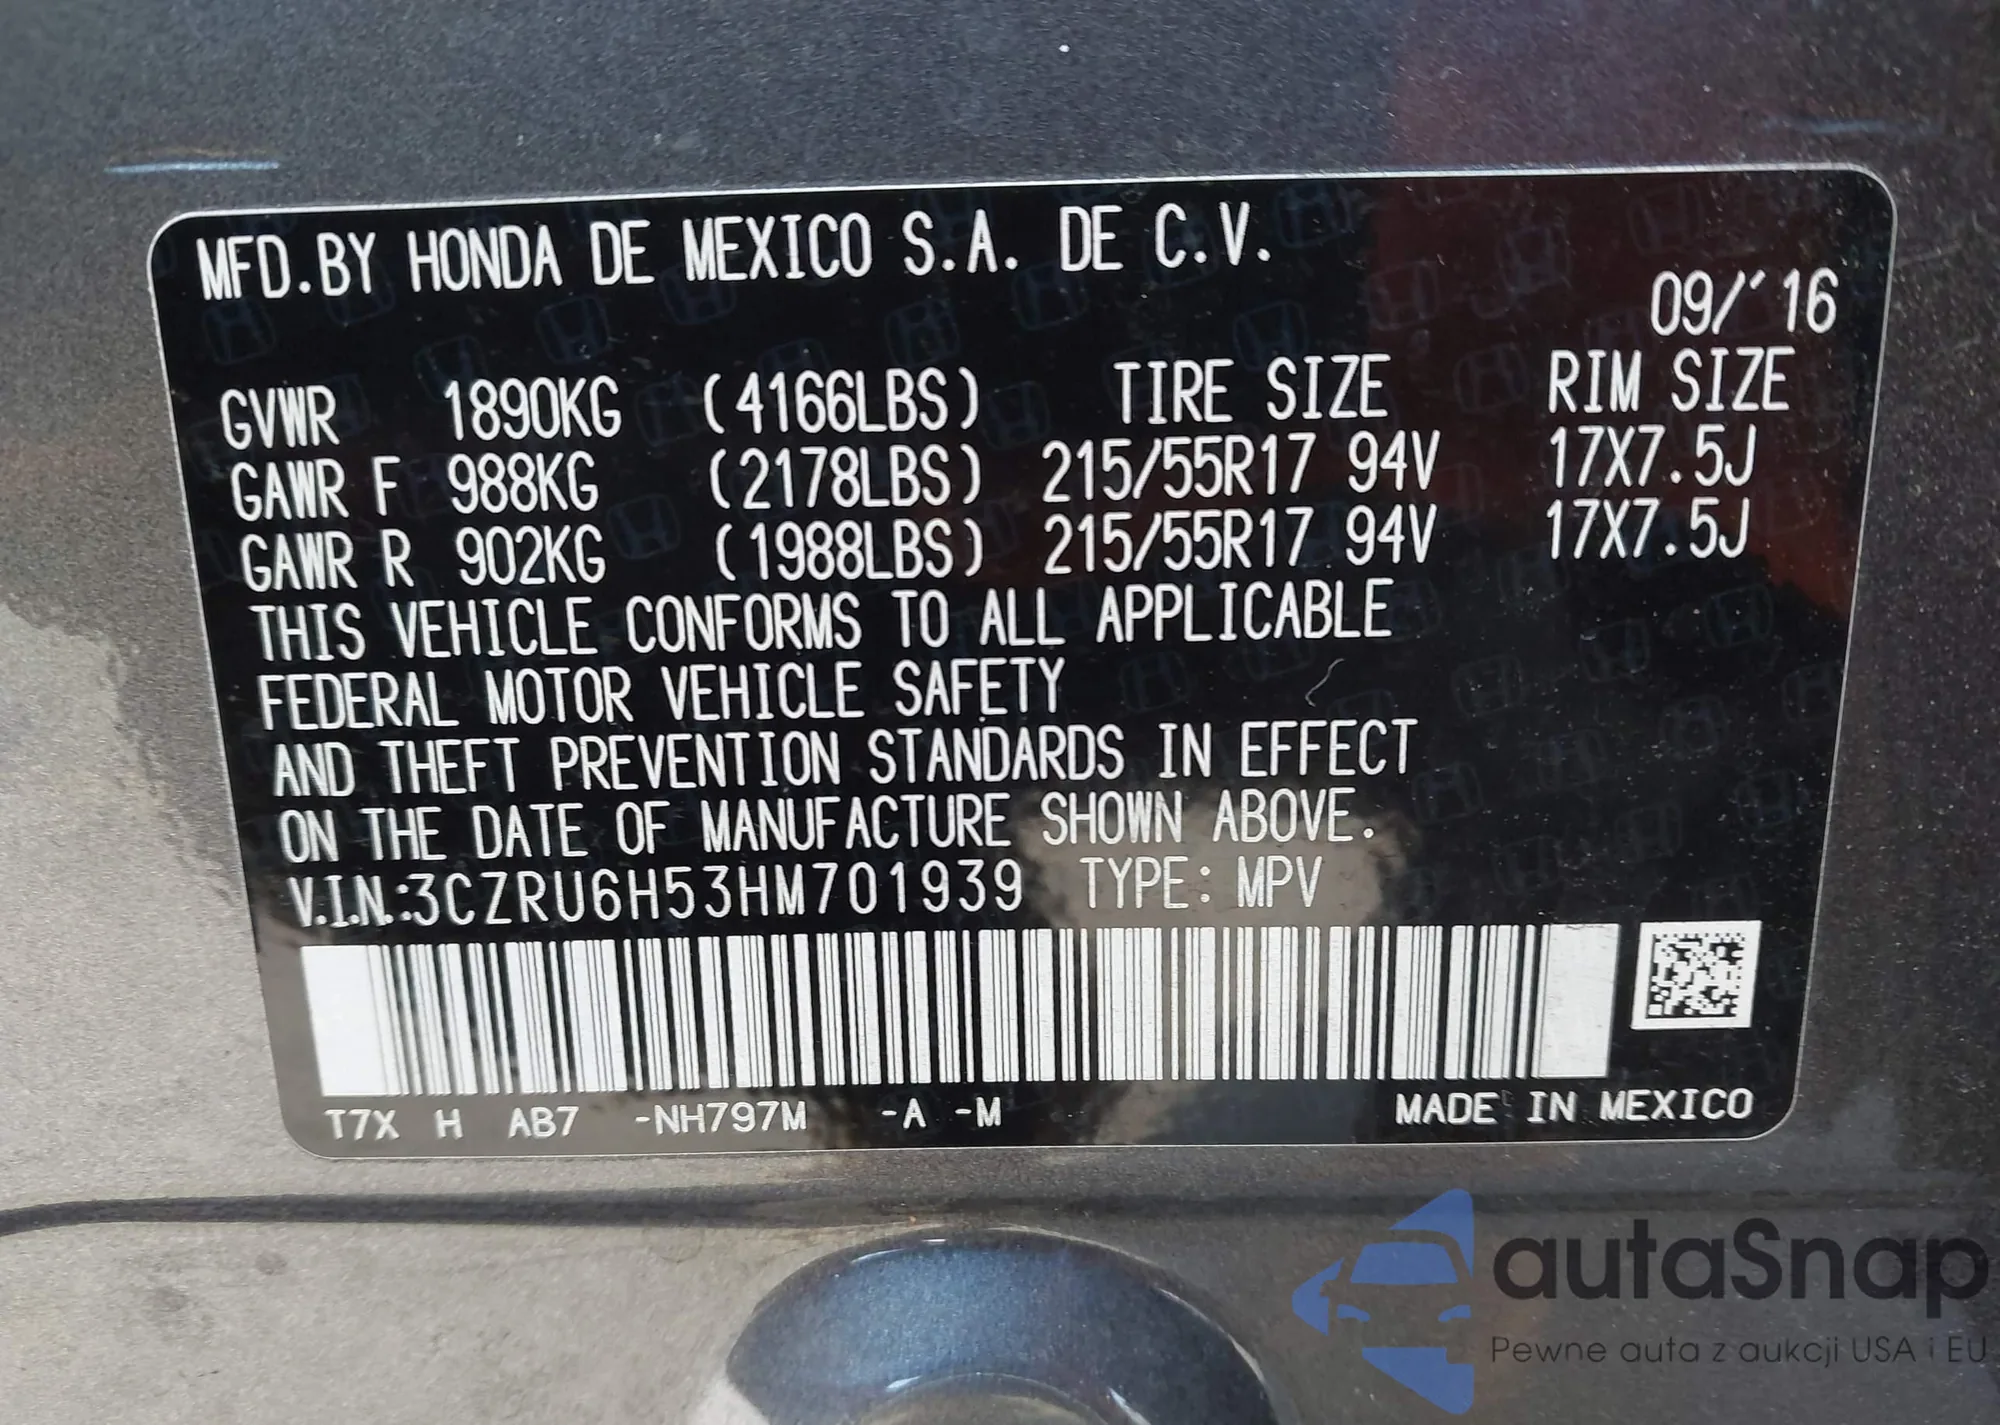 MFD.BY HONDA DE MEXICO S.A. DE C.V.
09/'16
GVWR 1890KG (4166LBS) TIRE SIZE RIM SIZE
GAWR F 988KG (2178LBS) 215/55R17 94V 17X7.5J
GAWR R 902KG (1988LBS) 215/55R17 94V 17X7.5J
THIS VEHICLE CONFORMS TO ALL APPLICABLE
FEDERAL MOTOR VEHICLE SAFETY
AND THEFT PREVENTION STANDARDS IN EFFECT
ON THE DATE OF MANUFACTURE SHOWN ABOVE.
V.I.N.:3CZRU6H53HM701939 TYPE: MPV
T7X H AB7 -NH797M -A -M MADE IN MEXICO
autaSnap
Pewne auta z aukcji USA i EU